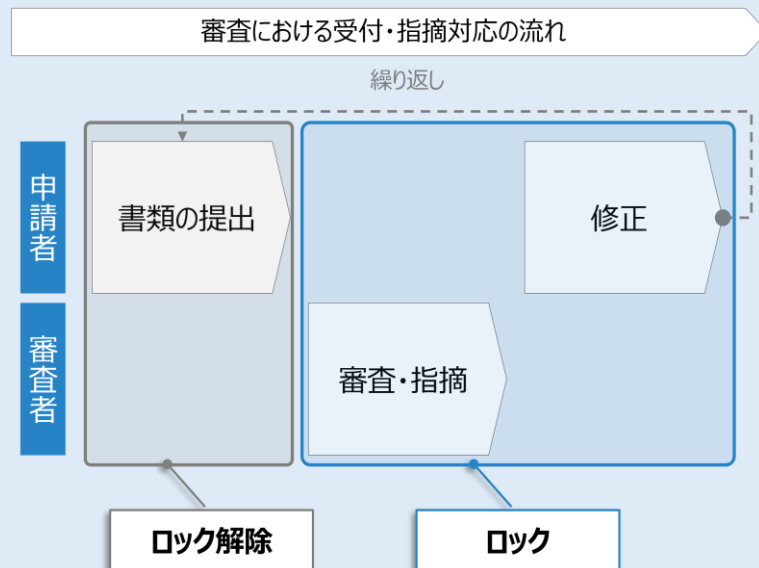 審査における受付・指摘対応の流れ
繰り返し
申請者
書類の提出
修正
審査者
審査・指摘
ロック解除
ロック